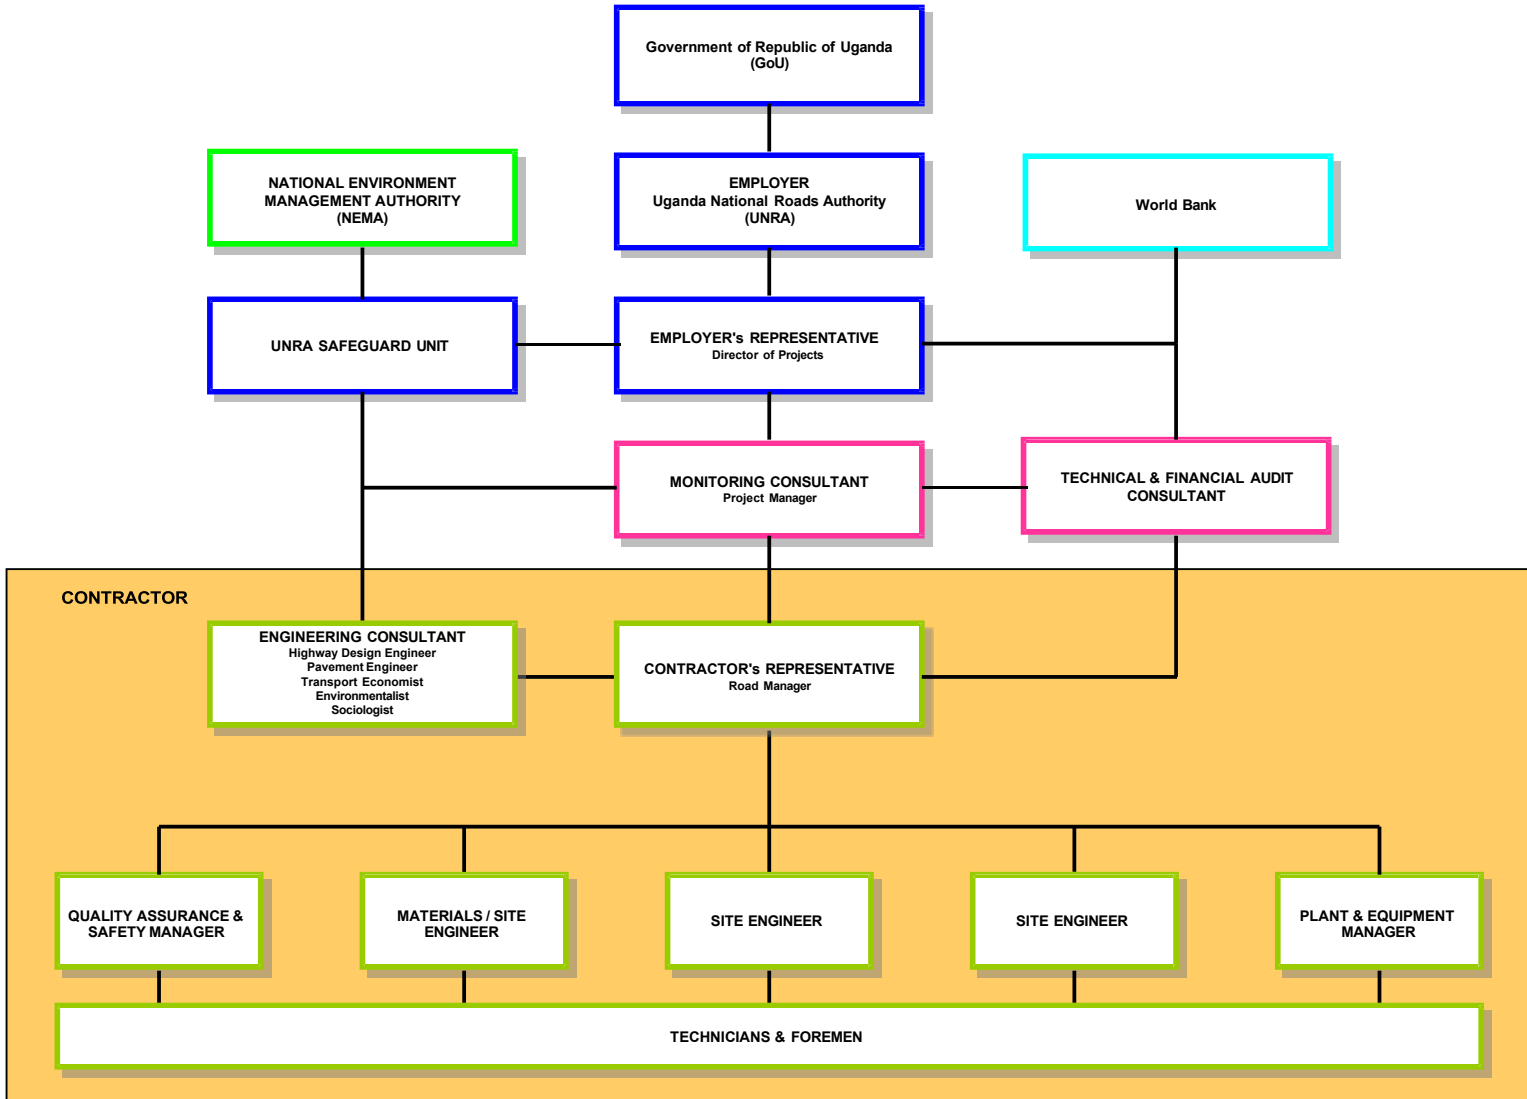 Government of Republic of Uganda
(GoU)
NATIONAL ENVIRONMENT
MANAGEMENT AUTHORITY
(NEMA)
EMPLOYER
Uganda National Roads Authority
(UNRA)
World Bank
UNRA SAFEGUARD UNIT
EMPLOYER's REPRESENTATIVE
Director of Projects
MONITORING CONSULTANT
Project Manager
TECHNICAL & FINANCIAL AUDIT
CONSULTANT
CONTRACTOR
ENGINEERING CONSULTANT
Highway Design Engineer
Pavement Engineer
Transport Economist
Environmentalist
Sociologist
CONTRACTOR's REPRESENTATIVE
Road Manager
QUALITY ASSURANCE &
SAFETY MANAGER
MATERIALS / SITE
ENGINEER
SITE ENGINEER
SITE ENGINEER
PLANT & EQUIPMENT
MANAGER
TECHNICIANS & FOREMEN